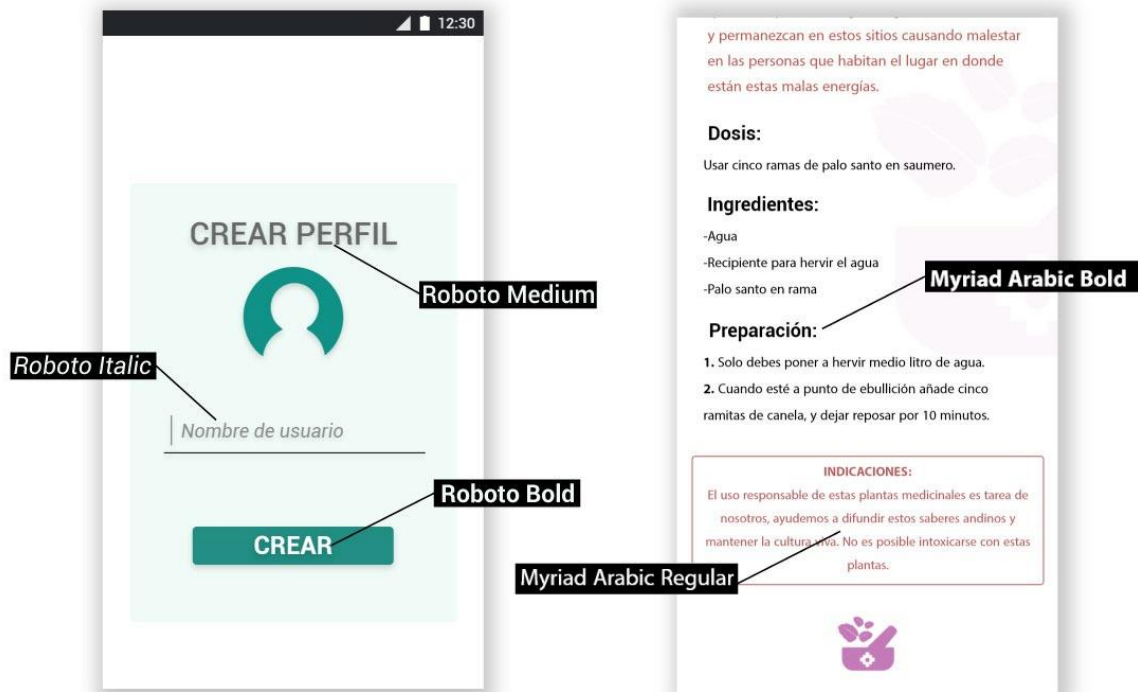 12:30
CREAR PERFIL
Roboto Medium
Roboto Italic
Nombre de usuario
Roboto Bold
CREAR
y permanezcan en estos sitios causando malestar
en las personas que habitan el lugar en donde
están estas malas energías.
Dosis:
Usar cinco ramas de palo santo en saumero.
Ingredientes:
-Agua
-Recipiente para hervir el agua
-Palo santo en rama
Myriad Arabic Bold
Preparación:
1. Solo debes poner a hervir medio litro de agua.
2. Cuando esté a punto de ebullición añade cinco
ramitas de canela, y dejar reposar por 10 minutos.
INDICACIONES:
El uso responsable de estas plantas medicinales es tarea de
nosotros, ayudemos a difundir estos saberes andinos y
mantener la cultura viva. No es posible intoxicarse con estas
plantas.
Myriad Arabic Regular